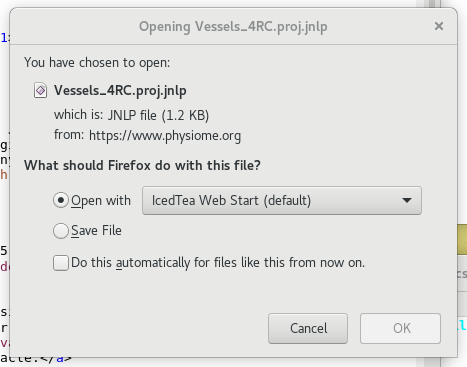 Opening Vessels_4RC.proj.jnlp
You have chosen to open:
Vessels_4RC.proj.jnlp
which is: JNLP file (1.2 KB)
from: https://www.physiome.org
What should Firefox do with this file?
Open with IcedTea Web Start (default)
Save File
Do this automatically for files like this from now on.
Cancel OK
acle.</a>